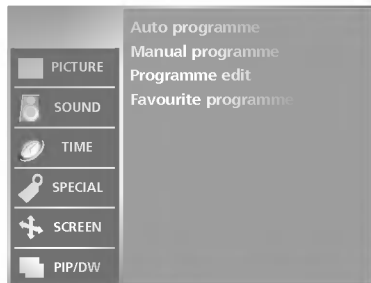 Auto programme
Manual programme
Programme edit
Favourite programme
PICTURE
SOUND
TIME
SPECIAL
SCREEN
PIP/DW